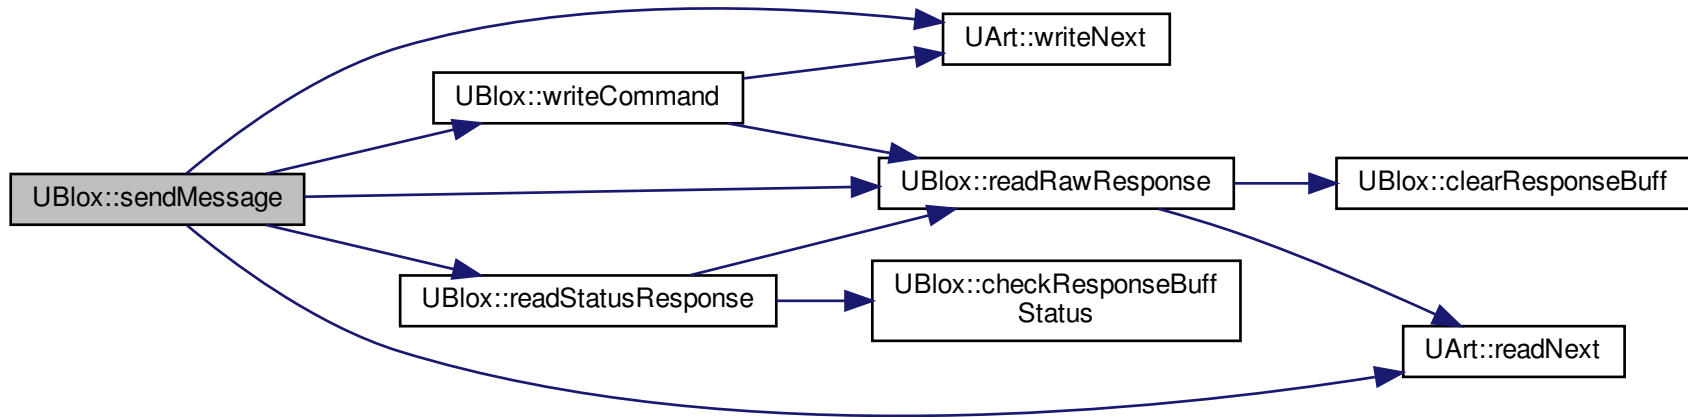 UArt::writeNext
UBlox::writeCommand
UBlox::sendMessage
UBlox::readRawResponse
UBlox::clearResponseBuff
UBlox::readStatusResponse
UBlox::checkResponseBuff
Status
UArt::readNext